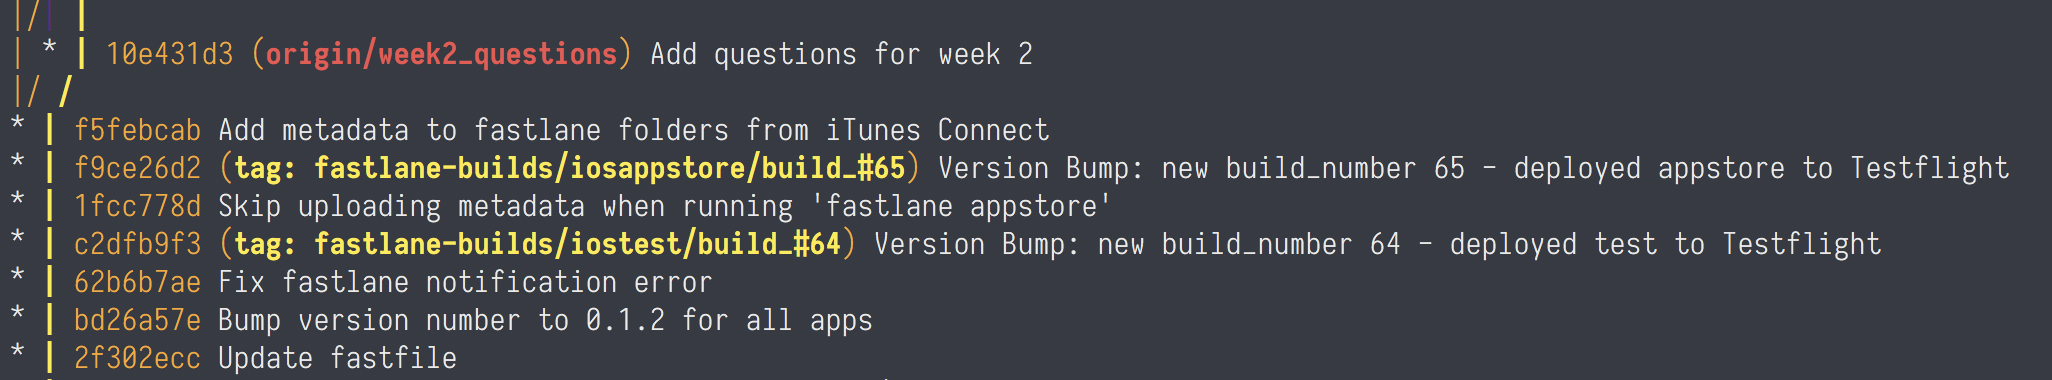 |/| |
| * | 10e431d3 (origin/week2_questions) Add questions for week 2
|/ /
* | f5febcab Add metadata to fastlane folders from iTunes Connect
* | f9ce26d2 (tag: fastlane-builds/iosappstore/build_#65) Version Bump: new build_number 65 - deployed appstore to Testflight
* | 1fcc778d Skip uploading metadata when running 'fastlane appstore'
* | c2dfb9f3 (tag: fastlane-builds/iostest/build_#64) Version Bump: new build_number 64 - deployed test to Testflight
* | 62b6b7ae Fix fastlane notification error
* | bd26a57e Bump version number to 0.1.2 for all apps
* | 2f302ecc Update fastfile